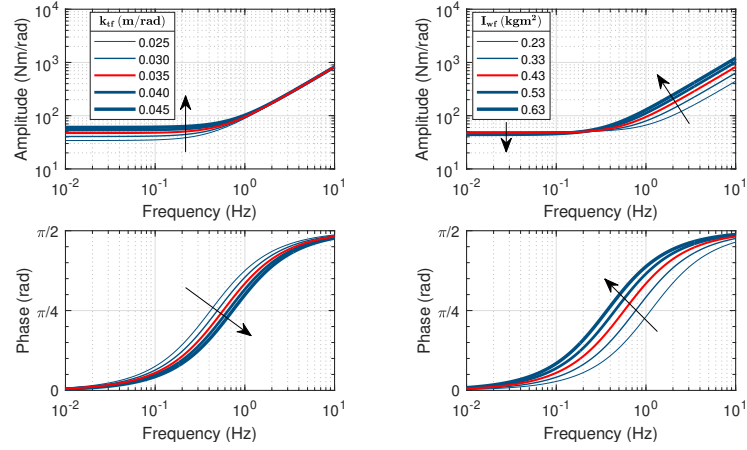 k_tf (m/rad)
0.025
0.030
0.035
0.040
0.045
Amplitude (Nm/rad)
10^4
10^3
10^2
10^1
10^-2 10^-1 10^0 10^1
Frequency (Hz)
I_wf (kgm^2)
0.23
0.33
0.43
0.53
0.63
Amplitude (Nm/rad)
10^4
10^3
10^2
10^1
10^-2 10^-1 10^0 10^1
Frequency (Hz)
Phase (rad)
π/2
π/4
0
10^-2 10^-1 10^0 10^1
Frequency (Hz)
Phase (rad)
π/2
π/4
0
10^-2 10^-1 10^0 10^1
Frequency (Hz)